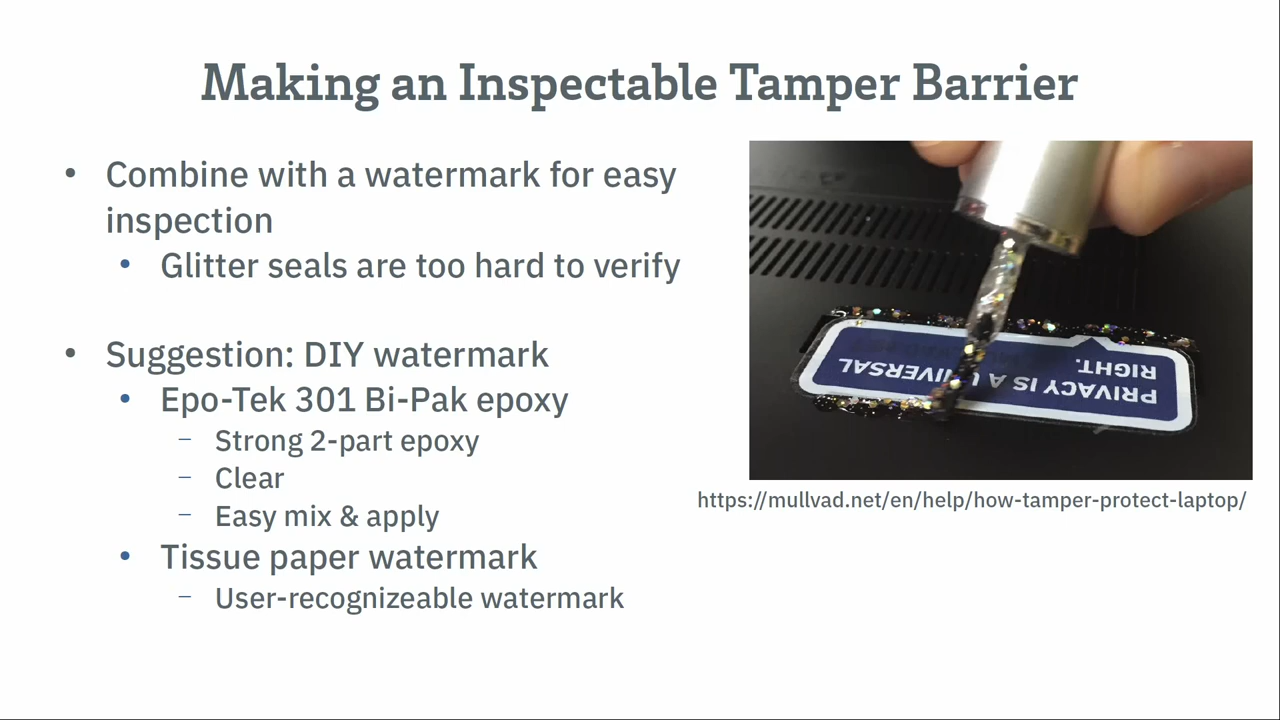 Making an Inspectable Tamper Barrier
• Combine with a watermark for easy
inspection
• Glitter seals are too hard to verify
• Suggestion: DIY watermark
• Epo-Tek 301 Bi-Pak epoxy
– Strong 2-part epoxy
– Clear
– Easy mix & apply
• Tissue paper watermark
– User-recognizeable watermark
PRIVACY IS A UNIVERSAL
RIGHT.
https://mullvad.net/en/help/how-tamper-protect-laptop/